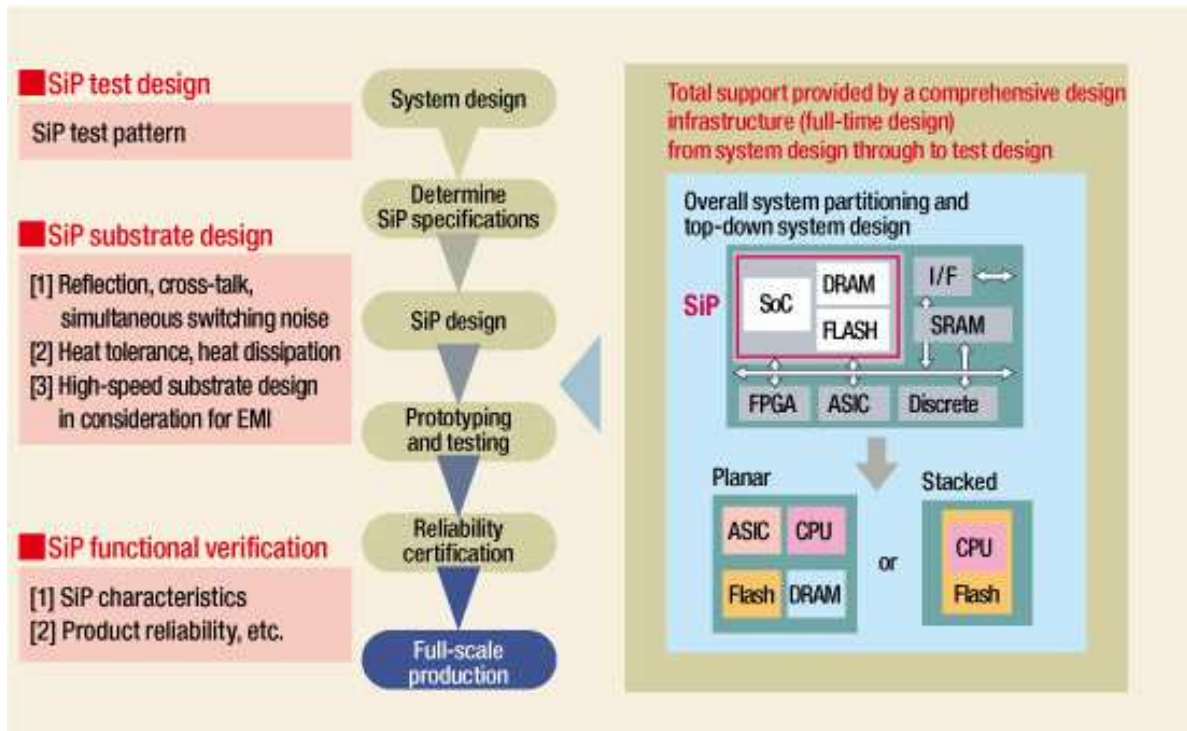 SiP test design
SiP test pattern
SiP substrate design
[1] Reflection, cross-talk,
simultaneous switching noise
[2] Heat tolerance, heat dissipation
[3] High-speed substrate design
in consideration for EMI
SiP functional verification
[1] SiP characteristics
[2] Product reliability, etc.
System design
Determine
SiP specifications
SiP design
Prototyping
and testing
Reliability
certification
Full-scale
production
Total support provided by a comprehensive design
infrastructure (full-time design)
from system design through to test design
Overall system partitioning and
top-down system design
SiP
SoC
DRAM
FLASH
I/F
SRAM
FPGA
ASIC
Discrete
Planar
ASIC
CPU
Flash
DRAM
or
Stacked
CPU
Flash